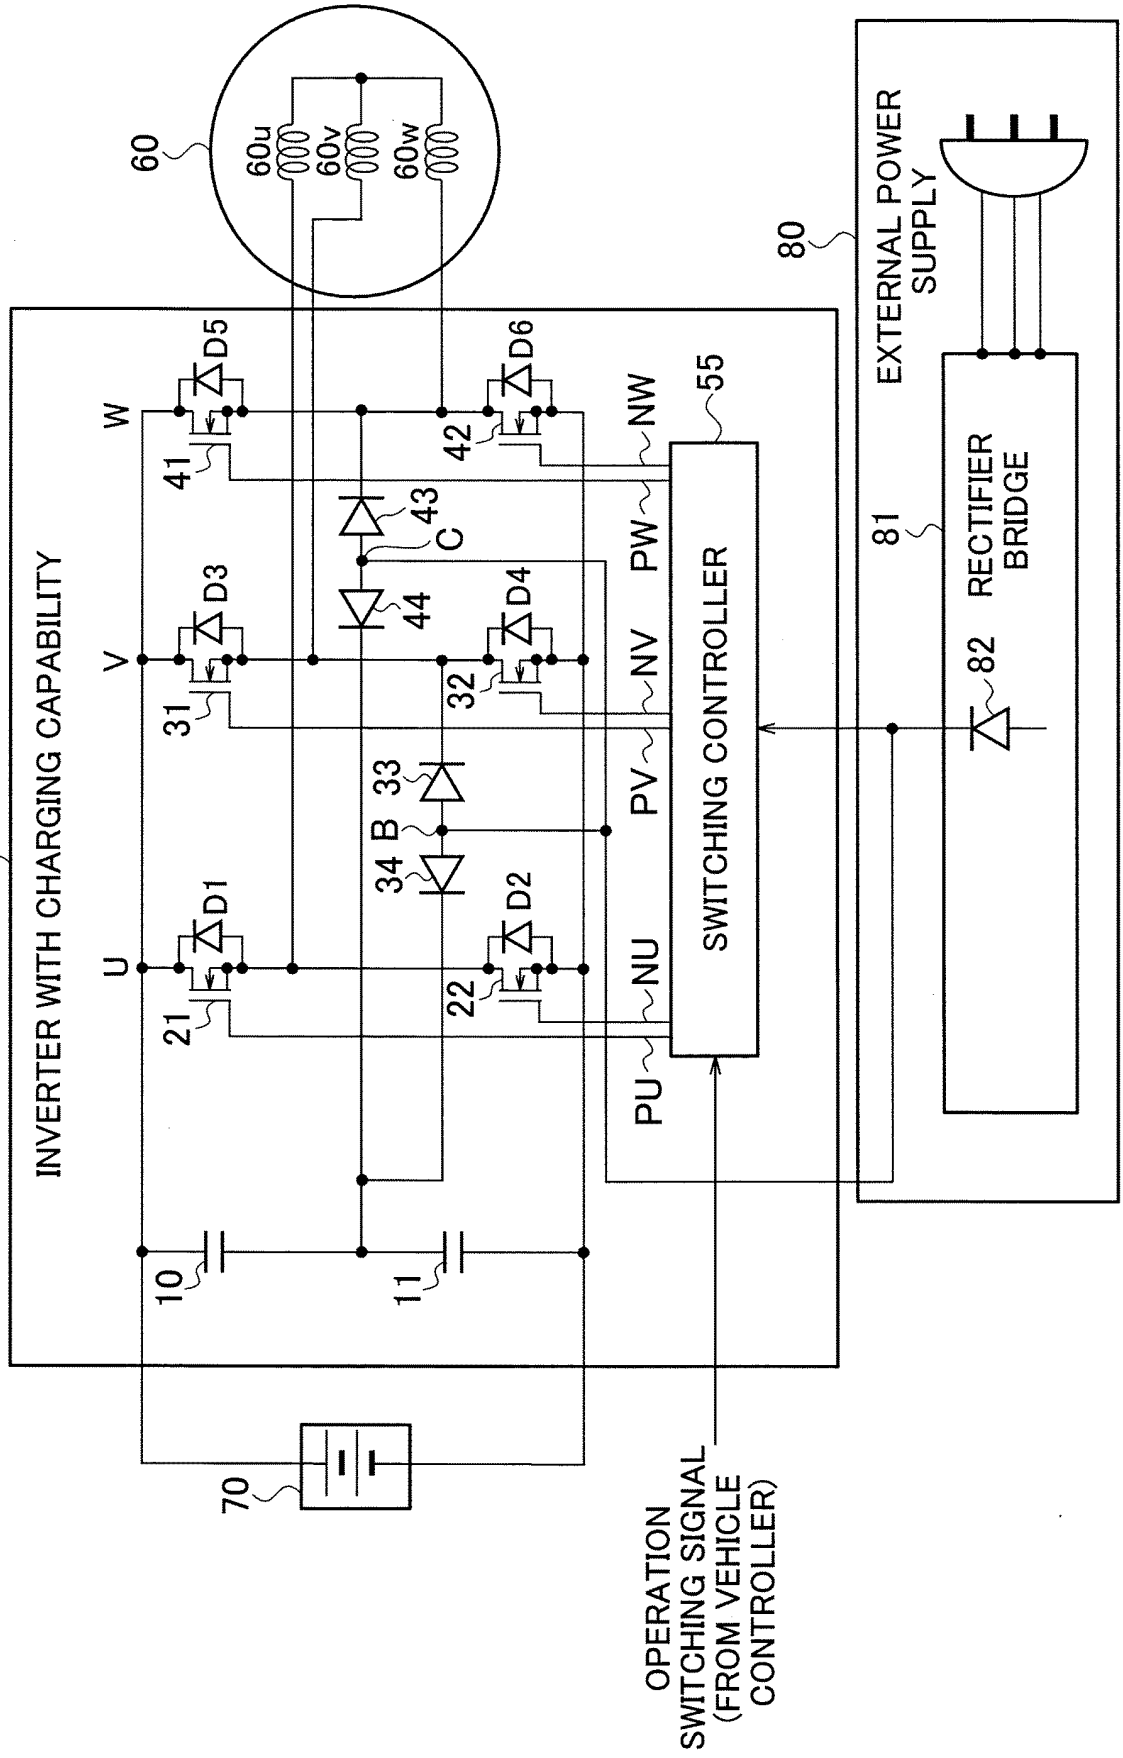 INVERTER WITH CHARGING CAPABILITY
U
V
W
10
11
21
D1
22
D2
31
D3
32
D4
41
D5
42
D6
34
B
33
44
C
43
60
60u
60v
60w
70
PU
NU
PV
NV
PW
NW
SWITCHING CONTROLLER
55
OPERATION
SWITCHING SIGNAL
(FROM VEHICLE
CONTROLLER)
80
EXTERNAL POWER
SUPPLY
81
RECTIFIER
BRIDGE
82